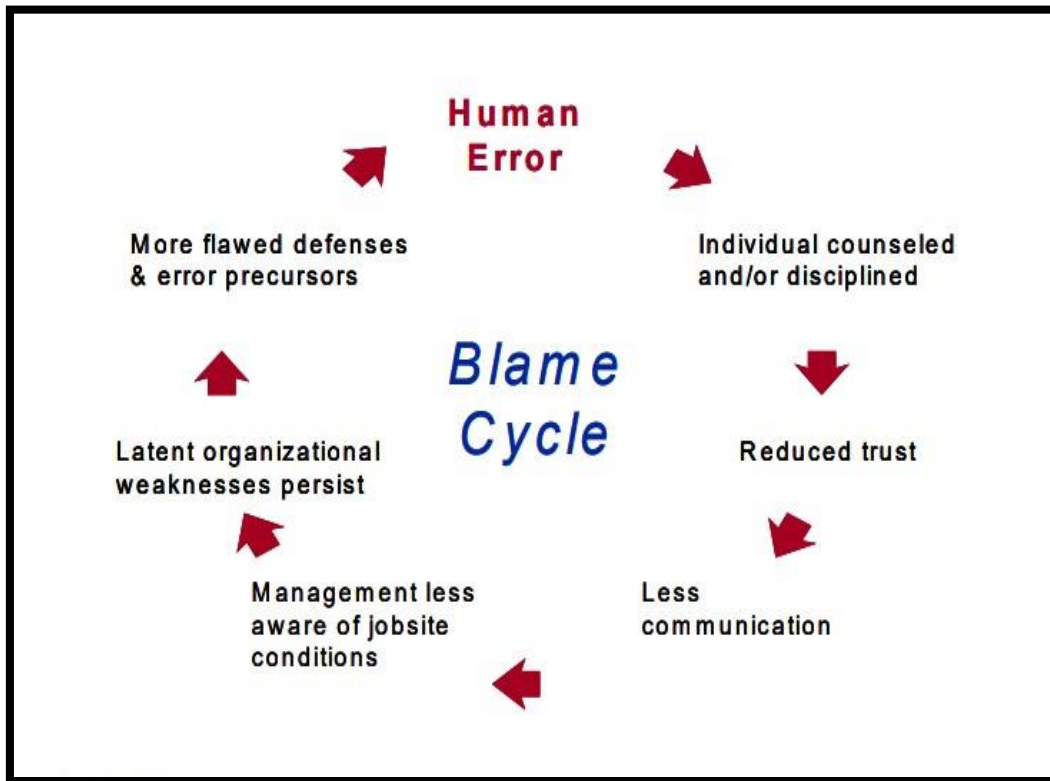 Human
Error
Individual counseled
and/or disciplined
Reduced trust
Less
communication
Management less
aware of jobsite
conditions
Latent organizational
weaknesses persist
More flawed defenses
& error precursors
Blame
Cycle